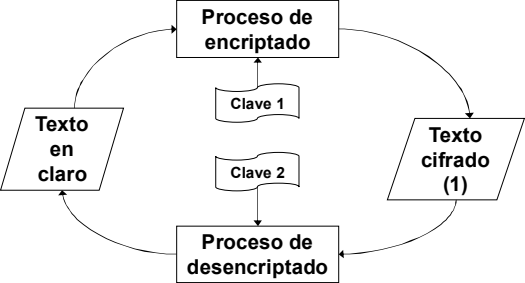 Proceso de
encriptado
Clave 1
Texto
en
claro
Texto
cifrado
(1)
Clave 2
Proceso de
desencriptado